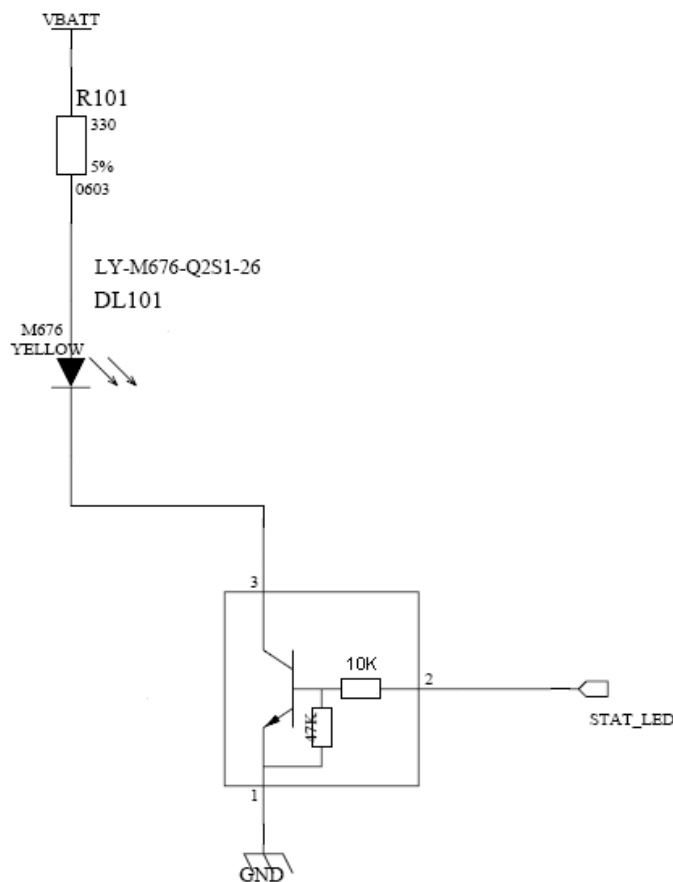 VBATT
R101
330
5%
0603
LY-M676-Q2S1-26
DL101
M676
YELLOW
3
10K
2
47K
STAT_LED
1
GND